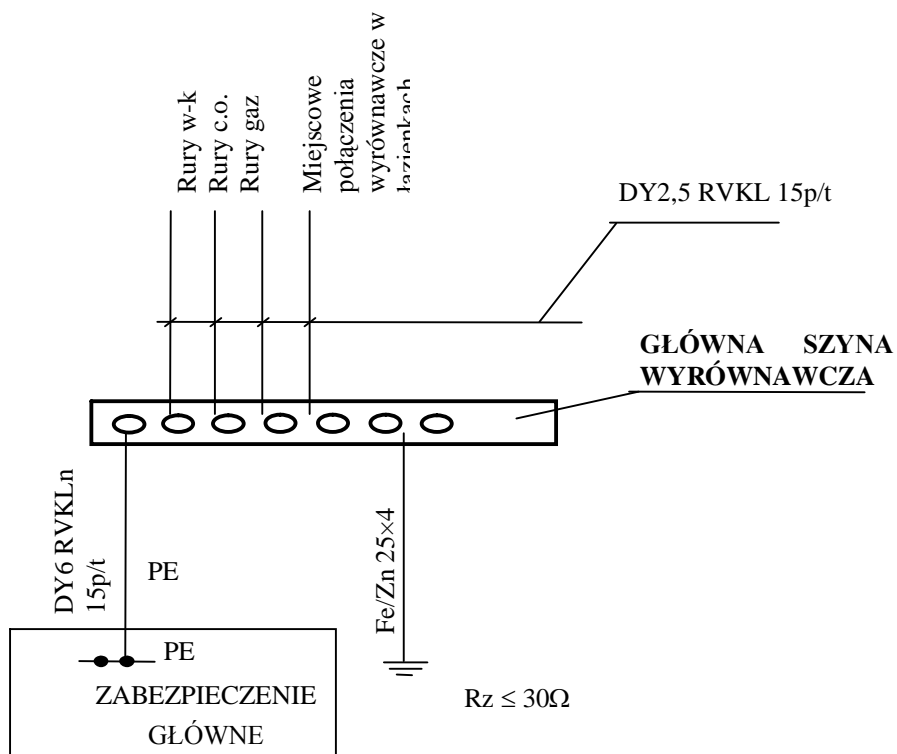 Rury w-k
Rury c.o.
Rury gaz
Miejscowe
połączenia
wyrównawcze w
łazienkach
DY2,5 RVKL 15p/t
GŁÓWNA SZYNA
WYRÓWNAWCZA
DY6 RVKLn
15p/t
PE
Fe/Zn 25×4
PE
ZABEZPIECZENIE
GŁÓWNE
Rz ≤ 30Ω